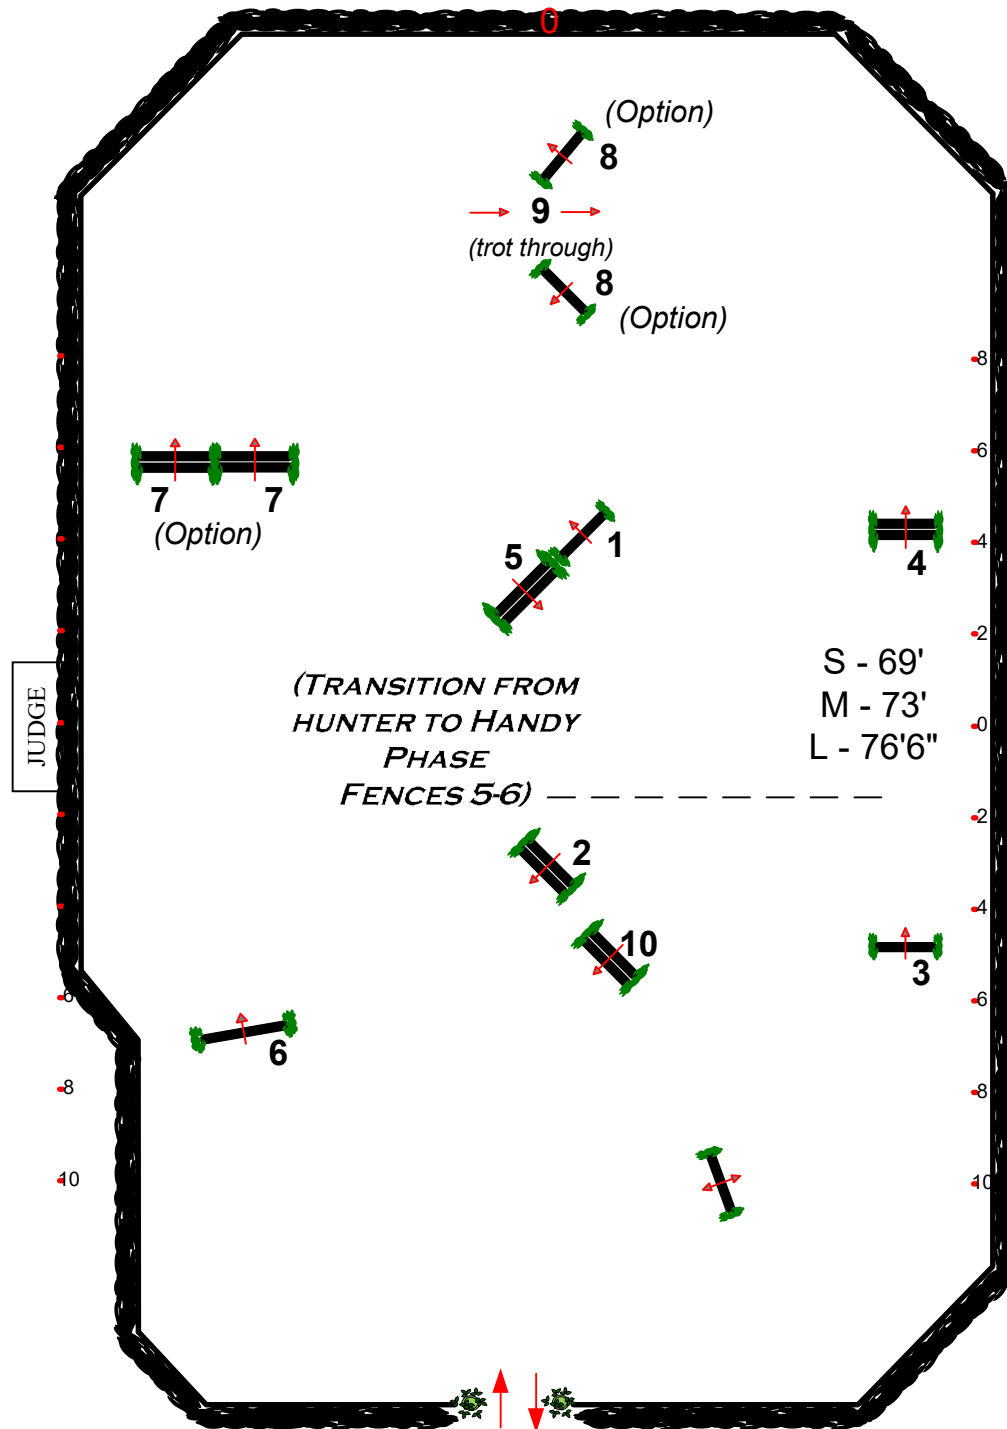 0
(Option)
8
9
(trot through)
8
(Option)
8
6
7 7
(Option)
1
5
4
4
2
S - 69'
M - 73'
L - 76'6"
JUDGE
(TRANSITION FROM
HUNTER TO HANDY
PHASE
FENCES 5-6)
0
2
2
4
10
3
6
6
6
8
8
10
10